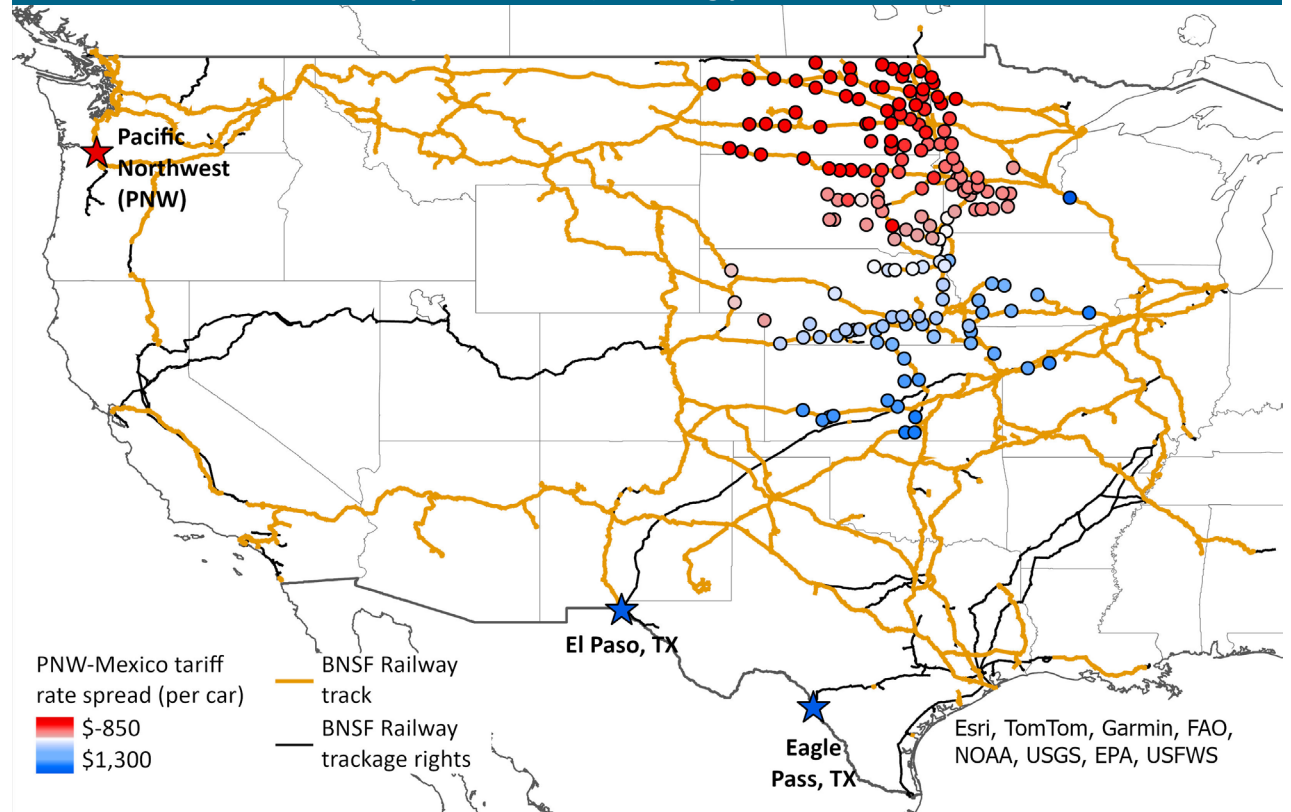 Pacific
Northwest
(PNW)
El Paso, TX
Eagle
Pass, TX
PNW-Mexico tariff
rate spread (per car)
$-850
$1,300
BNSF Railway
track
BNSF Railway
trackage rights
Esri, TomTom, Garmin, FAO,
NOAA, USGS, EPA, USFWS